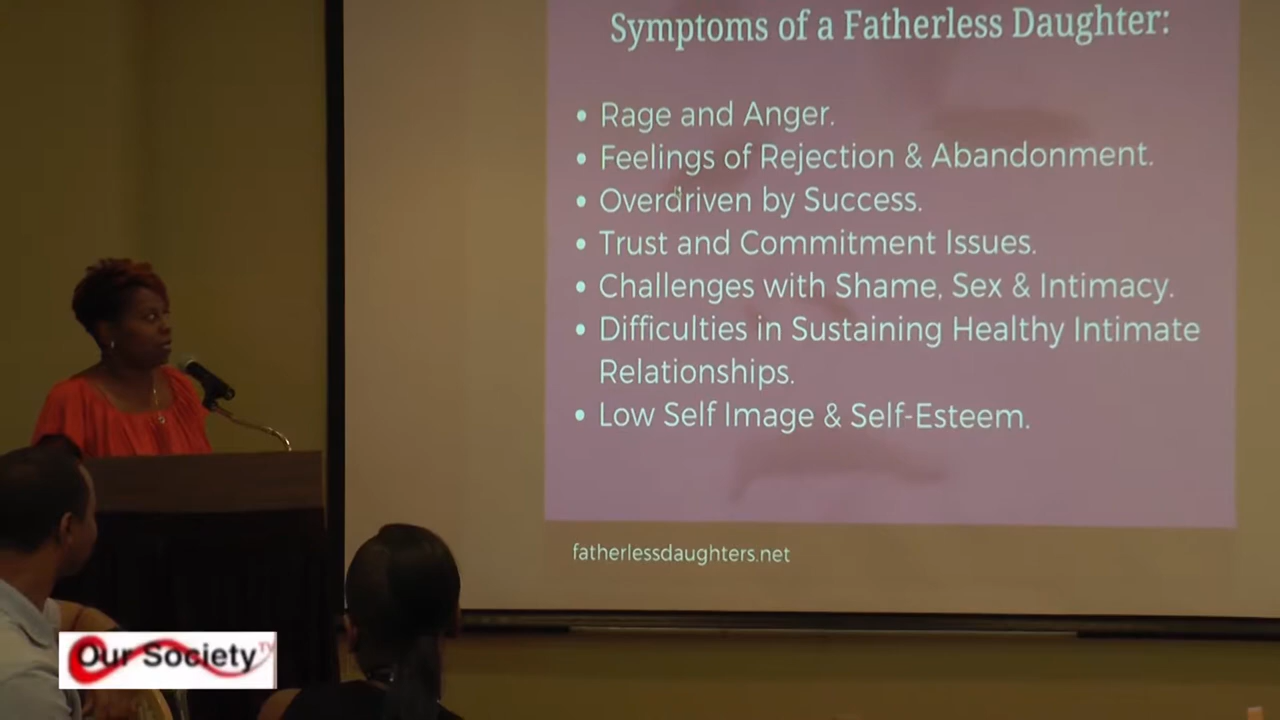 Symptoms of a Fatherless Daughter:
• Rage and Anger.
• Feelings of Rejection & Abandonment.
• Overdriven by Success.
• Trust and Commitment Issues.
• Challenges with Shame, Sex & Intimacy.
• Difficulties in Sustaining Healthy Intimate
Relationships.
• Low Self Image & Self-Esteem.
fatherlessdaughters.net
Our Society TV